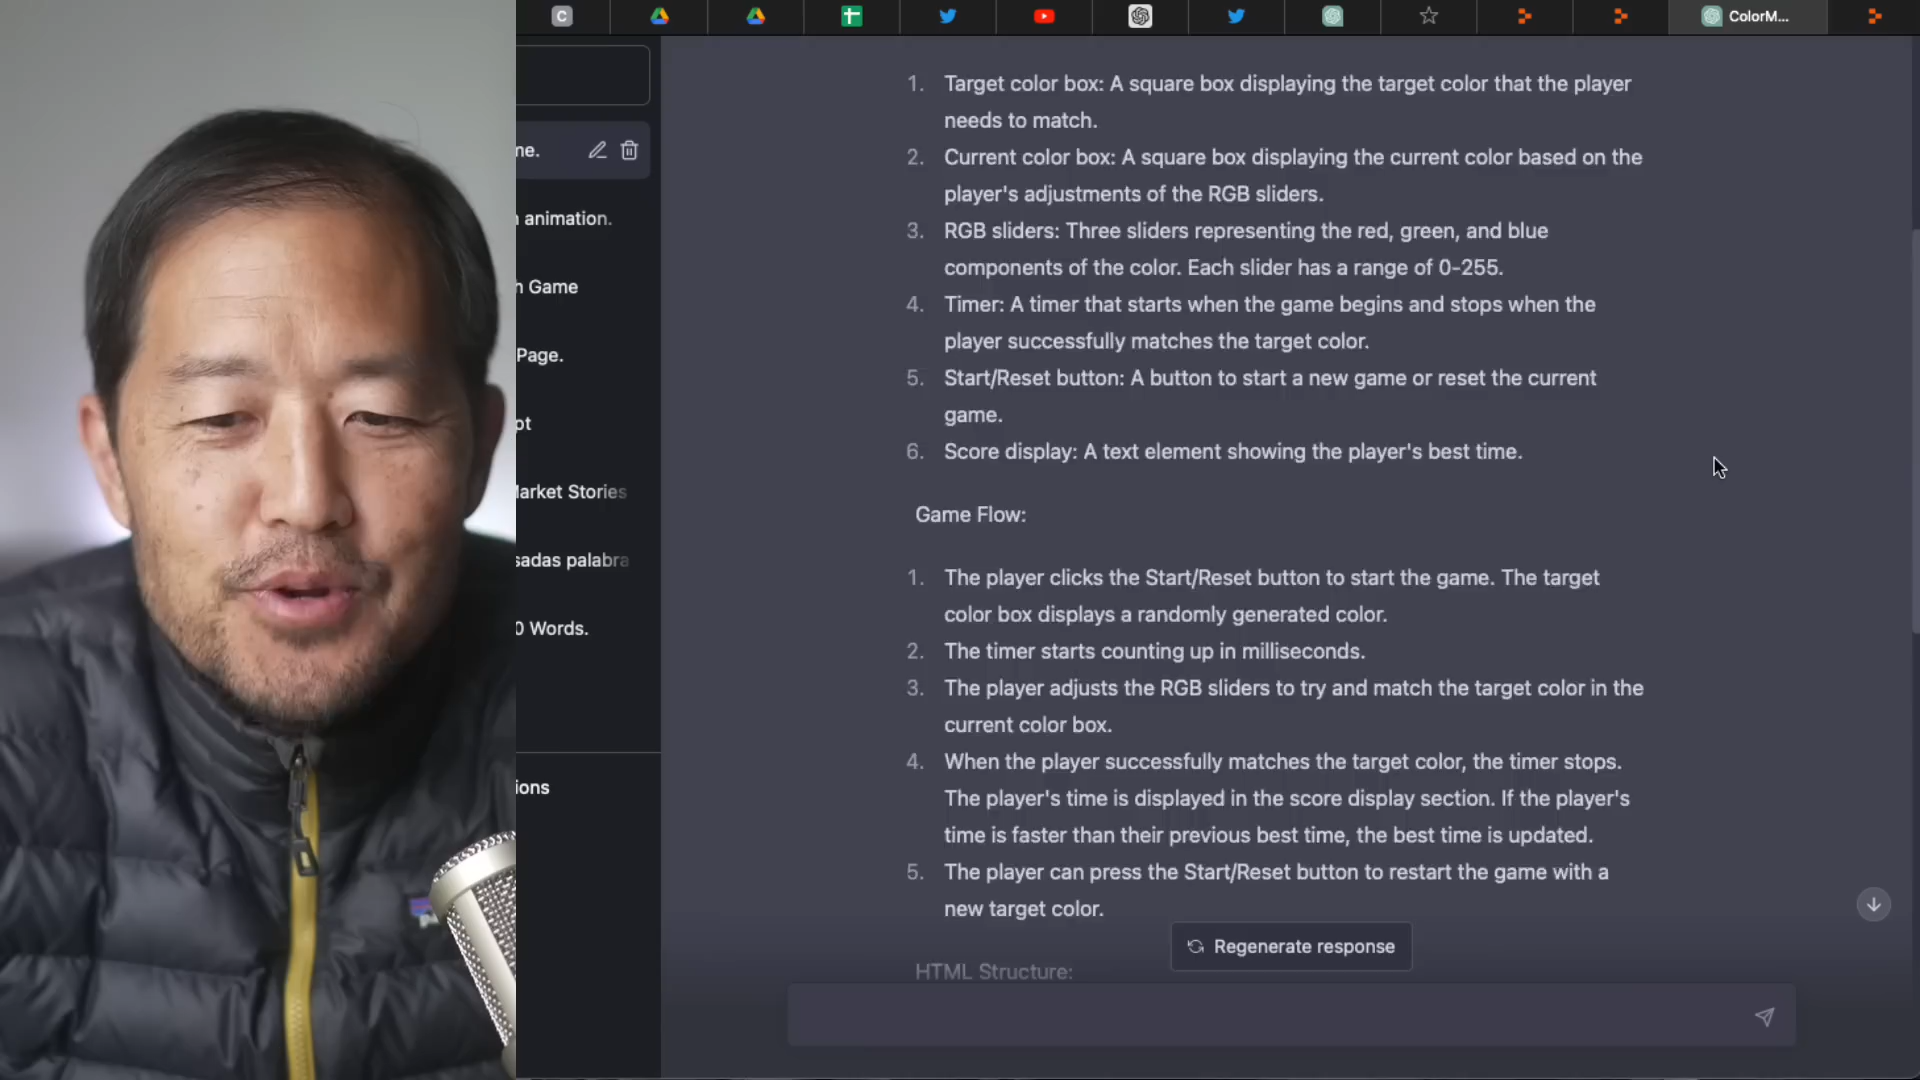 C
ColorM...
1. Target color box: A square box displaying the target color that the player
needs to match.
2. Current color box: A square box displaying the current color based on the
player's adjustments of the RGB sliders.
3. RGB sliders: Three sliders representing the red, green, and blue
components of the color. Each slider has a range of 0-255.
4. Timer: A timer that starts when the game begins and stops when the
player successfully matches the target color.
5. Start/Reset button: A button to start a new game or reset the current
game.
6. Score display: A text element showing the player's best time.
Game Flow:
1. The player clicks the Start/Reset button to start the game. The target
color box displays a randomly generated color.
2. The timer starts counting up in milliseconds.
3. The player adjusts the RGB sliders to try and match the target color in the
current color box.
4. When the player successfully matches the target color, the timer stops.
The player's time is displayed in the score display section. If the player's
time is faster than their previous best time, the best time is updated.
5. The player can press the Start/Reset button to restart the game with a
new target color.
HTML Structure:
Regenerate response
ne.
n animation.
h Game
Page.
pt
larket Stories
sadas palabra
0 Words.
ions